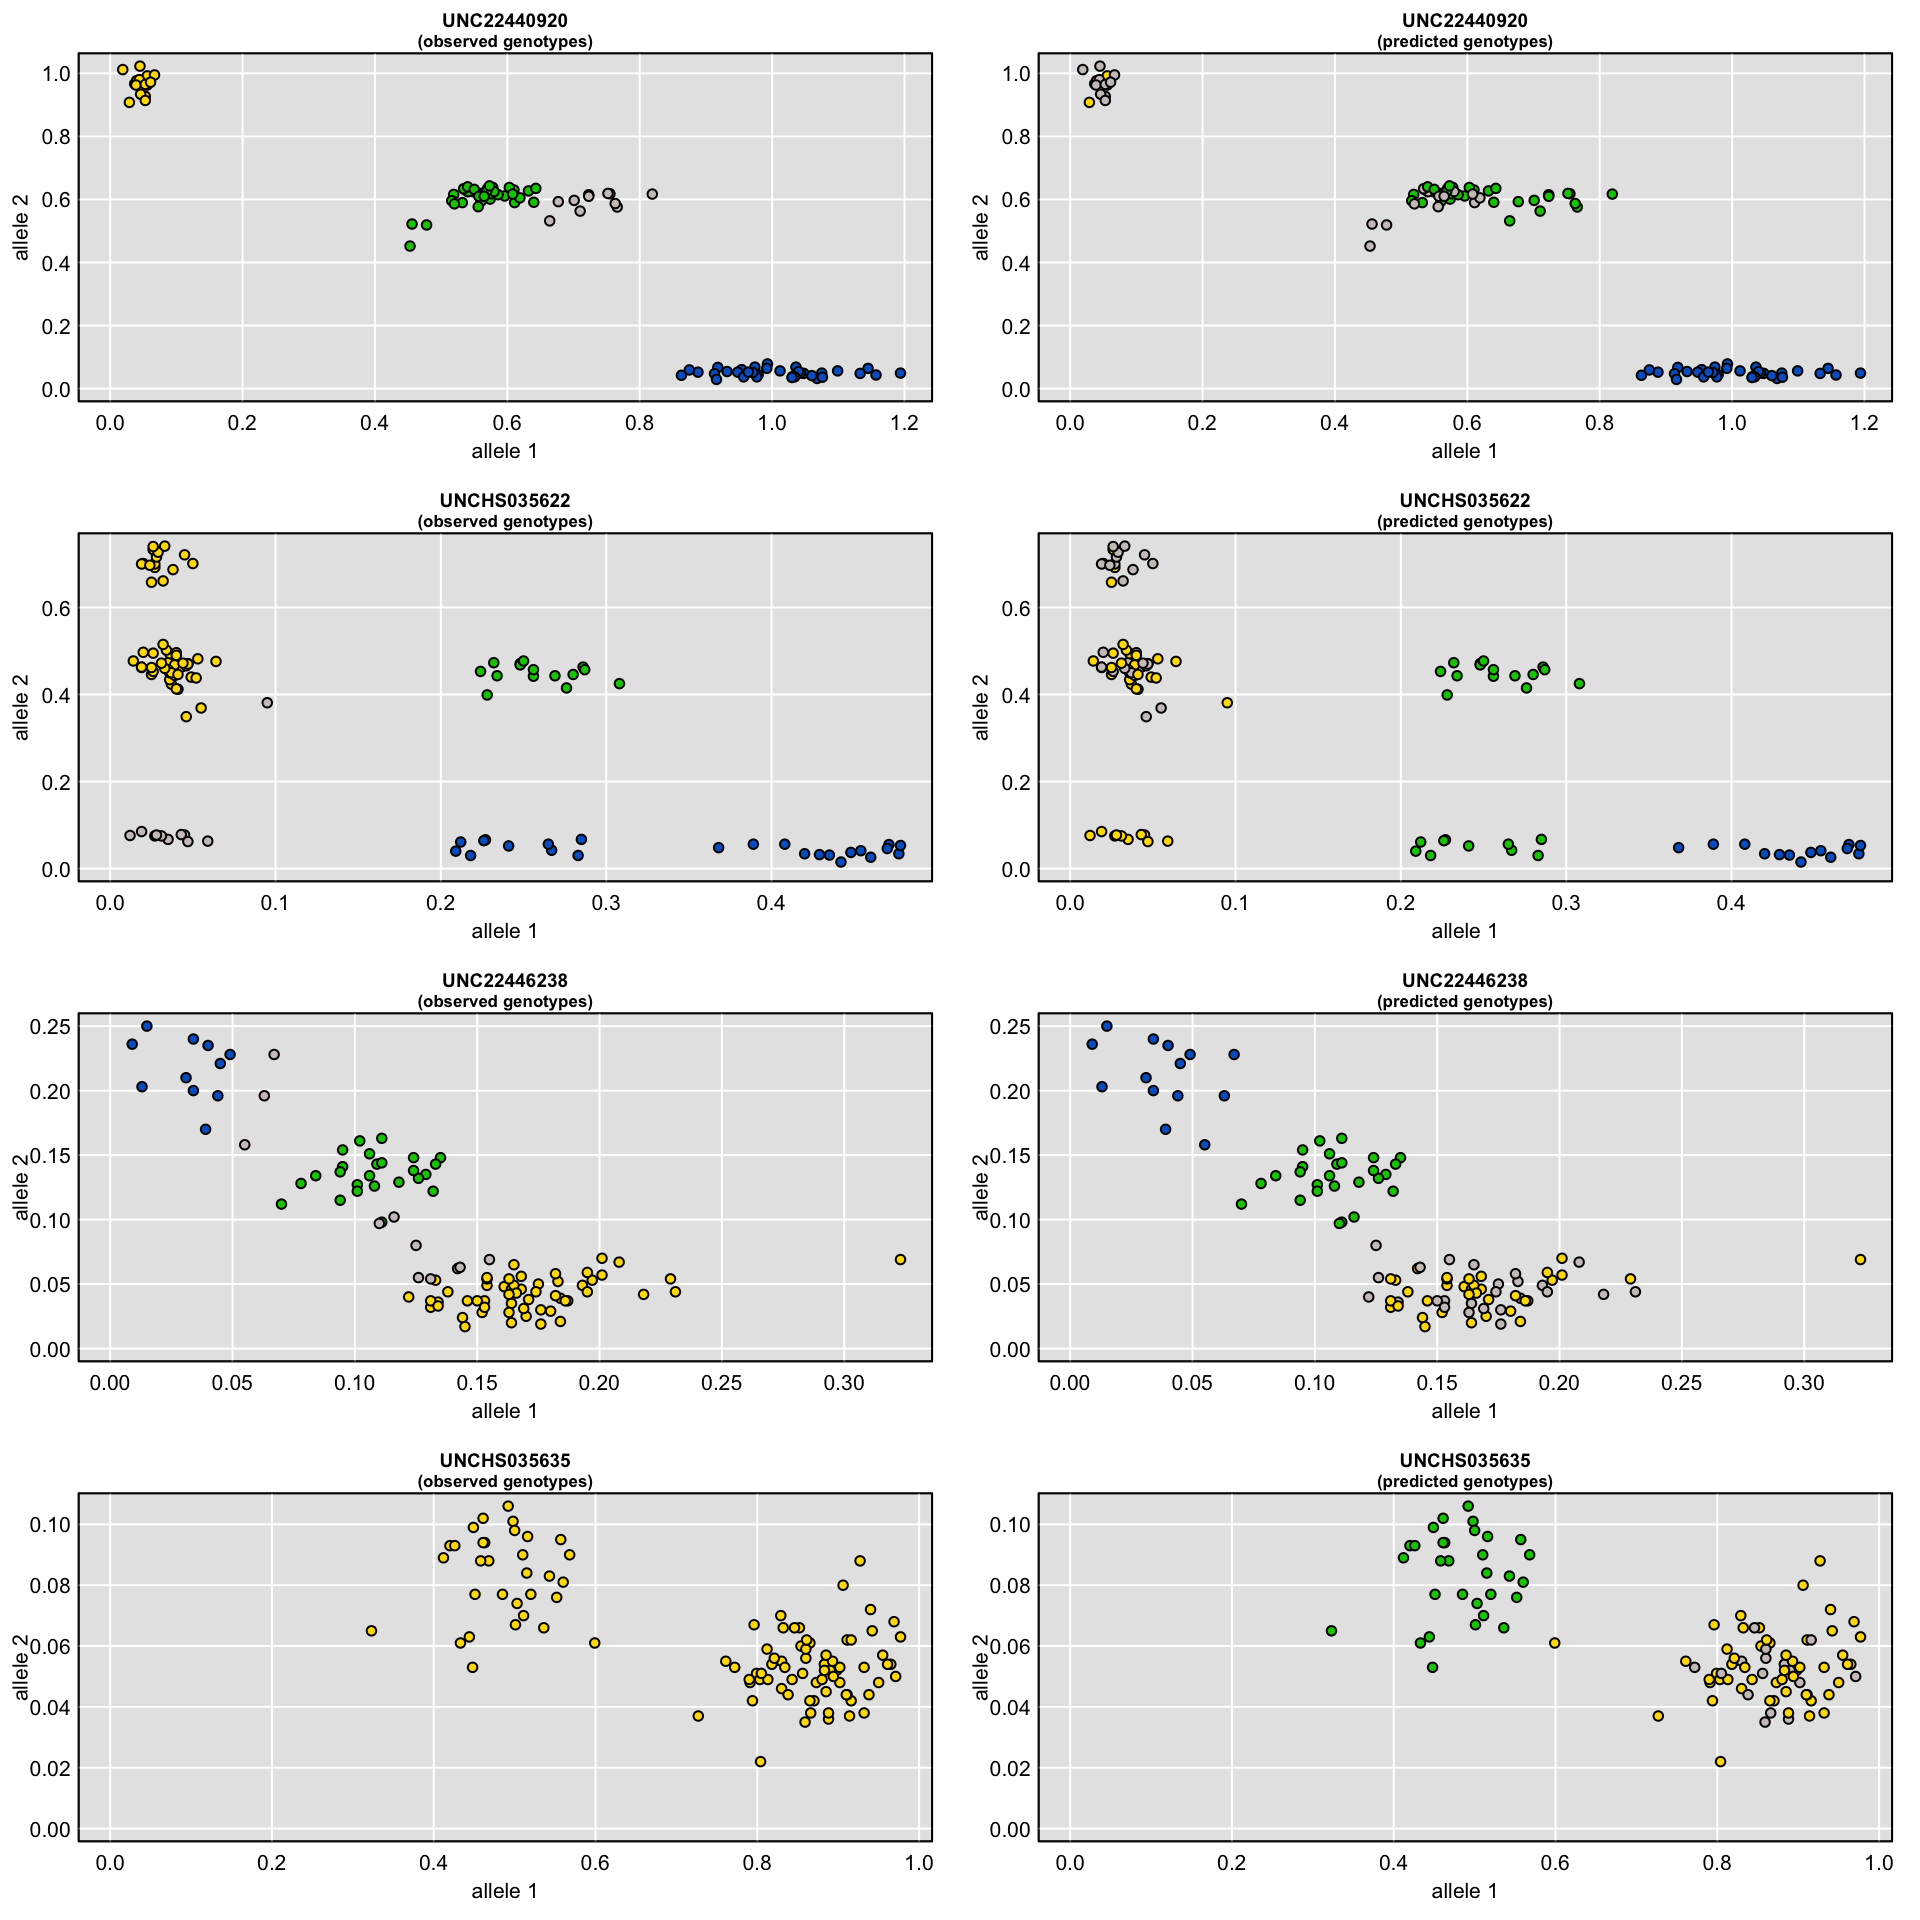 UNC22440920
(observed genotypes)
1.0
0.8
0.6
0.4
0.2
0.0
allele 2
0.0 0.2 0.4 0.6 0.8 1.0 1.2
allele 1
UNC22440920
(predicted genotypes)
1.0
0.8
0.6
0.4
0.2
0.0
allele 2
0.0 0.2 0.4 0.6 0.8 1.0 1.2
allele 1
UNCHS035622
(observed genotypes)
0.6
0.4
0.2
0.0
allele 2
0.0 0.1 0.2 0.3 0.4
allele 1
UNCHS035622
(predicted genotypes)
0.6
0.4
0.2
0.0
allele 2
0.0 0.1 0.2 0.3 0.4
allele 1
UNC22446238
(observed genotypes)
0.25
0.20
0.15
0.10
0.05
0.00
allele 2
0.00 0.05 0.10 0.15 0.20 0.25 0.30
allele 1
UNC22446238
(predicted genotypes)
0.25
0.20
0.15
0.10
0.05
0.00
allele 2
0.00 0.05 0.10 0.15 0.20 0.25 0.30
allele 1
UNCHS035635
(observed genotypes)
0.10
0.08
0.06
0.04
0.02
0.00
allele 2
0.0 0.2 0.4 0.6 0.8 1.0
allele 1
UNCHS035635
(predicted genotypes)
0.10
0.08
0.06
0.04
0.02
0.00
allele 2
0.0 0.2 0.4 0.6 0.8 1.0
allele 1